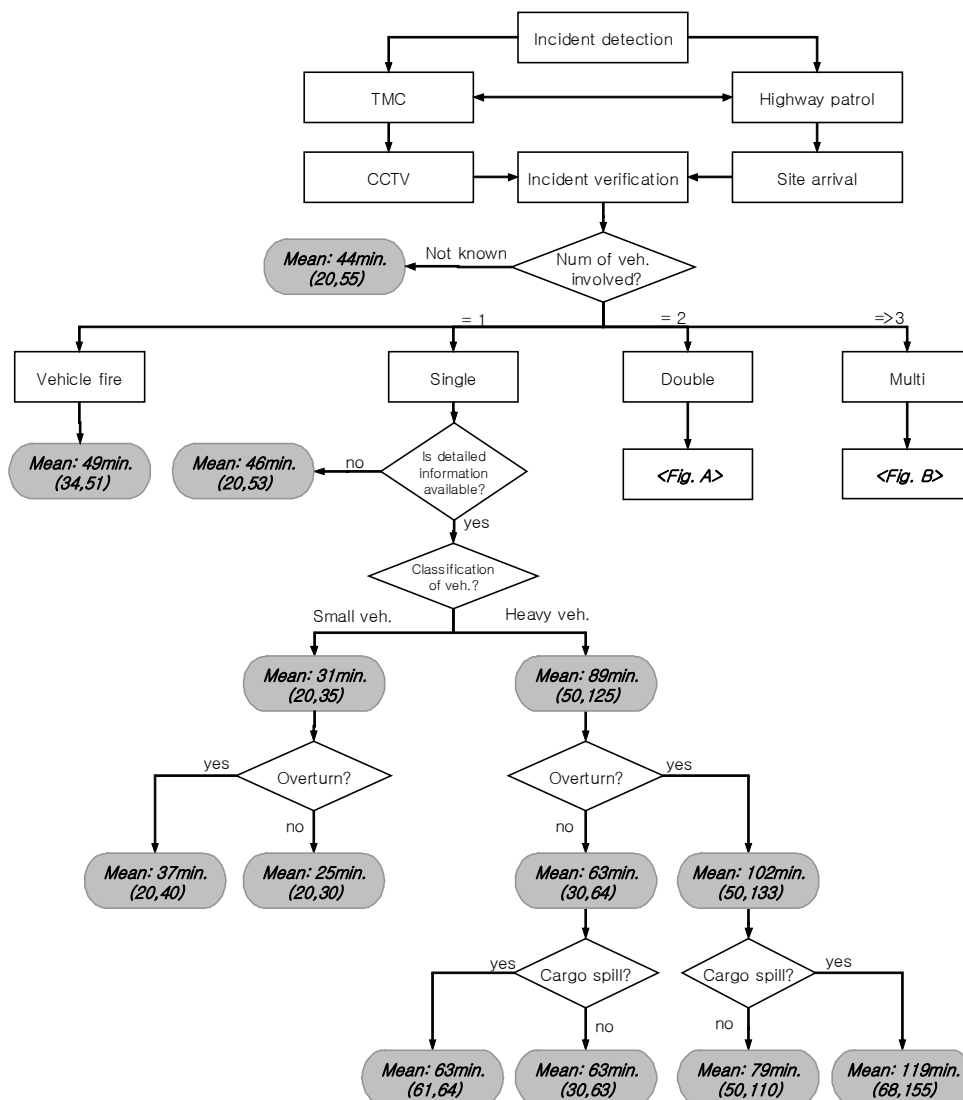 Incident detection
TMC
Highway patrol
CCTV
Incident verification
Site arrival
Not known
Num of veh.
involved?
Mean: 44min.
(20,55)
= 1
= 2
=>3
Vehicle fire
Single
Double
Multi
Mean: 49min.
(34,51)
Mean: 46min.
(20,53)
no
Is detailed
information
available?
<Fig. A>
<Fig. B>
yes
Classification
of veh.?
Small veh.
Heavy veh.
Mean: 31min.
(20,35)
Mean: 89min.
(50,125)
yes
Overturn?
Overturn?
yes
no
no
Mean: 37min.
(20,40)
Mean: 25min.
(20,30)
Mean: 63min.
(30,64)
Mean: 102min.
(50,133)
yes
Cargo spill?
Cargo spill?
yes
no
no
Mean: 63min.
(61,64)
Mean: 63min.
(30,63)
Mean: 79min.
(50,110)
Mean: 119min.
(68,155)